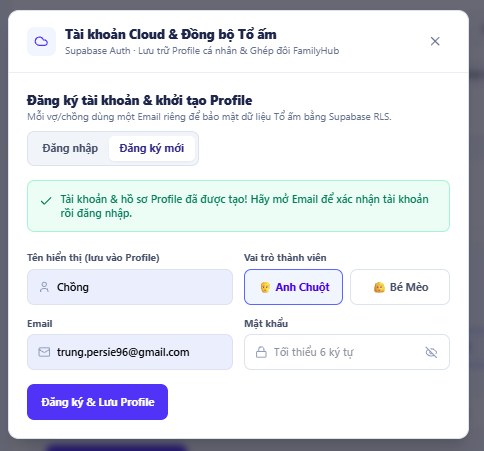 Tài khoản Cloud & Đồng bộ Tổ ấm
Supabase Auth · Lưu trữ Profile cá nhân & Ghép đôi FamilyHub
Đăng ký tài khoản & khởi tạo Profile
Mỗi vợ/chồng dùng một Email riêng để bảo mật dữ liệu Tổ ấm bằng Supabase RLS.
Đăng nhập
Đăng ký mới
Tài khoản & hồ sơ Profile đã được tạo! Hãy mở Email để xác nhận tài khoản
rồi đăng nhập.
Tên hiển thị (lưu vào Profile)
Vai trò thành viên
Chồng
Anh Chuột
Bé Mèo
Email
Mật khẩu
trung.persie96@gmail.com
Tối thiểu 6 ký tự
Đăng ký & Lưu Profile